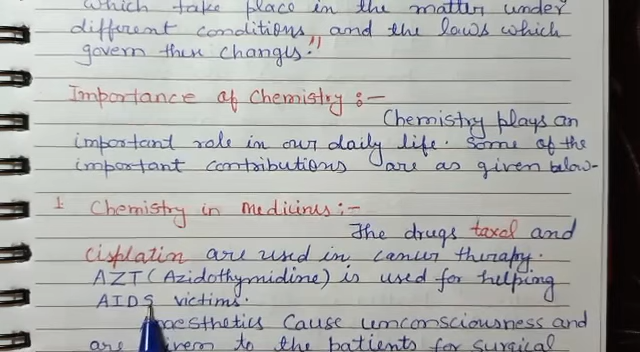 which take place in the matter under
different conditions and the laws which
govern these changes."
Importance of Chemistry :-
Chemistry plays an
important role in our daily life. Some of the
important contributions are as given below-
1. Chemistry in medicines:-
The drugs taxol and
cisplatin are used in cancer therapy.
AZT (Azidothymidine) is used for helping
AIDS victims.
Cause unconsciousness and
are to the patients for surgical